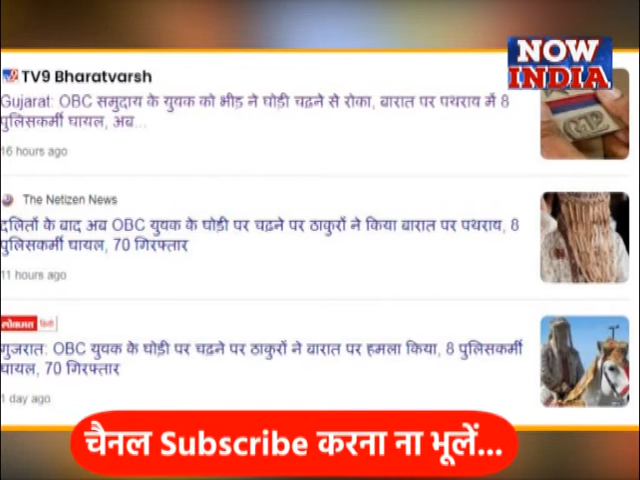 NOW
INDIA
TV9 Bharatvarsh
Gujarat: OBC समुदाय के युवक को भीड़ ने घोड़ी चढ़ने से रोका, बारात पर पथराव में 8
पुलिसकर्मी घायल, अब...
16 hours ago
The Netizen News
दलितों के बाद अब OBC युवक के घोड़ी पर चढ़ने पर ठाकुरों ने किया बारात पर पथराव, 8
पुलिसकर्मी घायल, 70 गिरफ्तार
11 hours ago
लोकमत हिन्दी
गुजरात: OBC युवक के घोड़ी पर चढ़ने पर ठाकुरों ने बारात पर हमला किया, 8 पुलिसकर्मी
घायल, 70 गिरफ्तार
1 day ago
चैनल Subscribe करना ना भूलें...